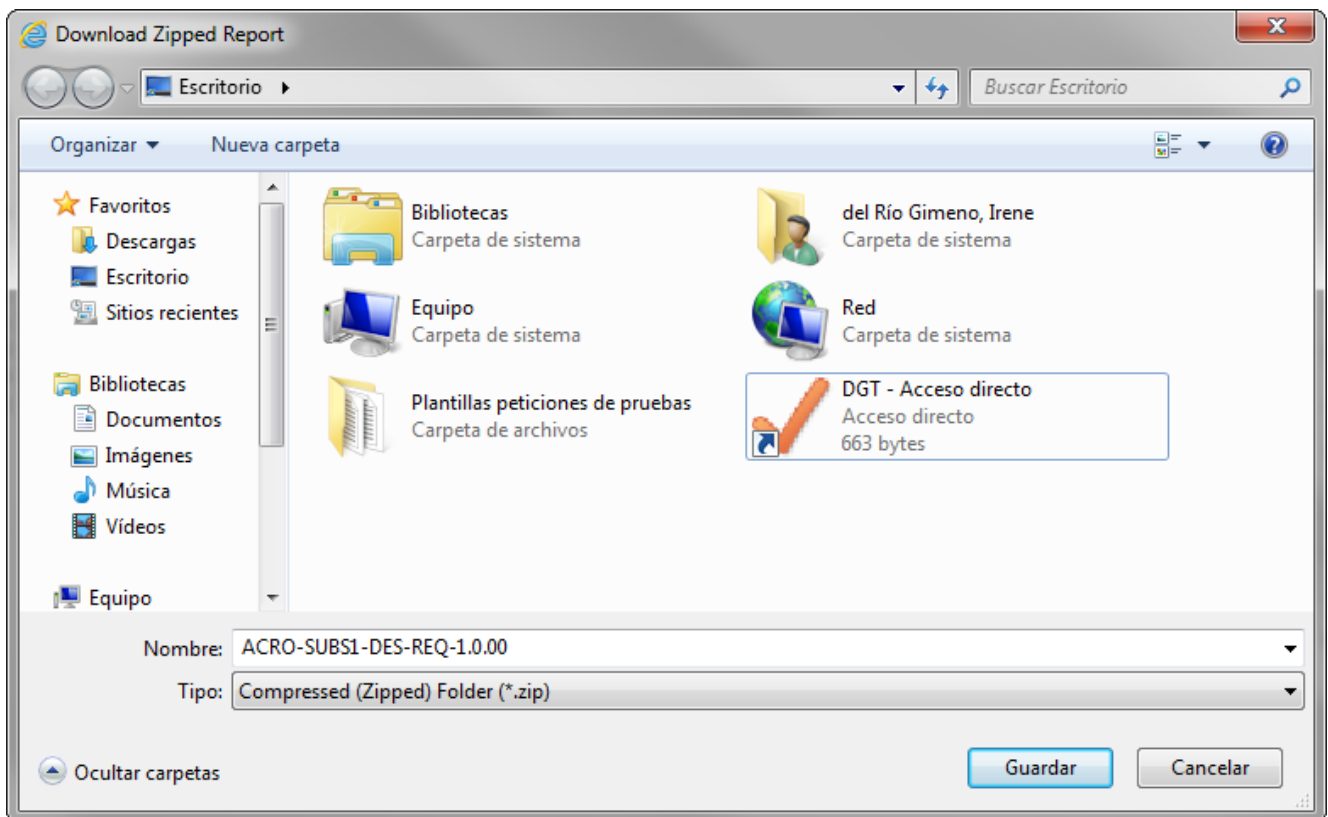 Download Zipped Report
Escritorio
Buscar Escritorio
Organizar
Nueva carpeta
Favoritos
Descargas
Escritorio
Sitios recientes
Bibliotecas
Documentos
Imágenes
Música
Vídeos
Equipo
Bibliotecas
Carpeta de sistema
del Río Gimeno, Irene
Carpeta de sistema
Equipo
Carpeta de sistema
Red
Carpeta de sistema
Plantillas peticiones de pruebas
Carpeta de archivos
DGT - Acceso directo
Acceso directo
663 bytes
Nombre: ACRO-SUBS1-DES-REQ-1.0.00
Tipo: Compressed (Zipped) Folder (*.zip)
Ocultar carpetas
Guardar
Cancelar